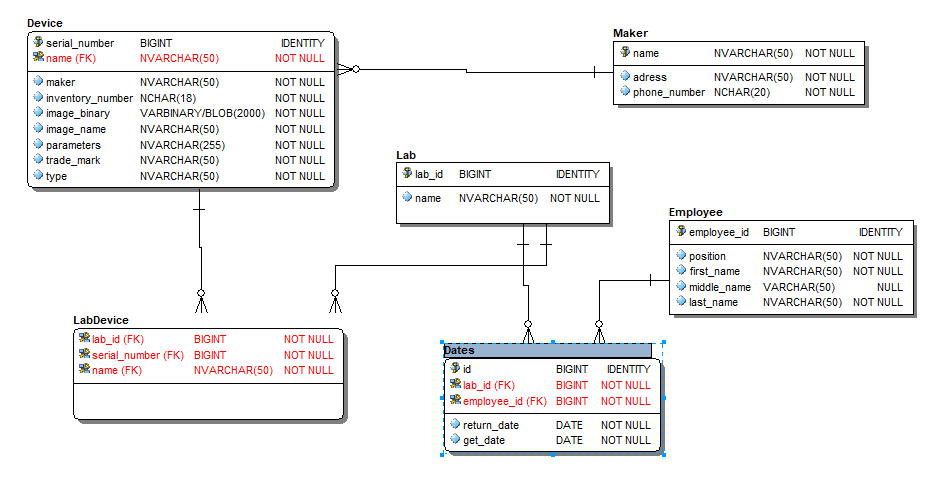 Device
serial_number BIGINT IDENTITY
name (FK) NVARCHAR(50) NOT NULL
maker NVARCHAR(50) NOT NULL
inventory_number NCHAR(18) NOT NULL
image_binary VARBINARY/BLOB(2000) NOT NULL
image_name NVARCHAR(50) NOT NULL
parameters NVARCHAR(255) NOT NULL
trade_mark NVARCHAR(50) NOT NULL
type NVARCHAR(50) NOT NULL
Maker
name NVARCHAR(50) NOT NULL
adress NVARCHAR(50) NOT NULL
phone_number NCHAR(20) NOT NULL
Lab
lab_id BIGINT IDENTITY
name NVARCHAR(50) NOT NULL
Employee
employee_id BIGINT IDENTITY
position NVARCHAR(50) NOT NULL
first_name NVARCHAR(50) NOT NULL
middle_name VARCHAR(50) NULL
last_name NVARCHAR(50) NOT NULL
LabDevice
lab_id (FK) BIGINT NOT NULL
serial_number (FK) BIGINT NOT NULL
name (FK) NVARCHAR(50) NOT NULL
Dates
id BIGINT IDENTITY
lab_id (FK) BIGINT NOT NULL
employee_id (FK) BIGINT NOT NULL
return_date DATE NOT NULL
get_date DATE NOT NULL